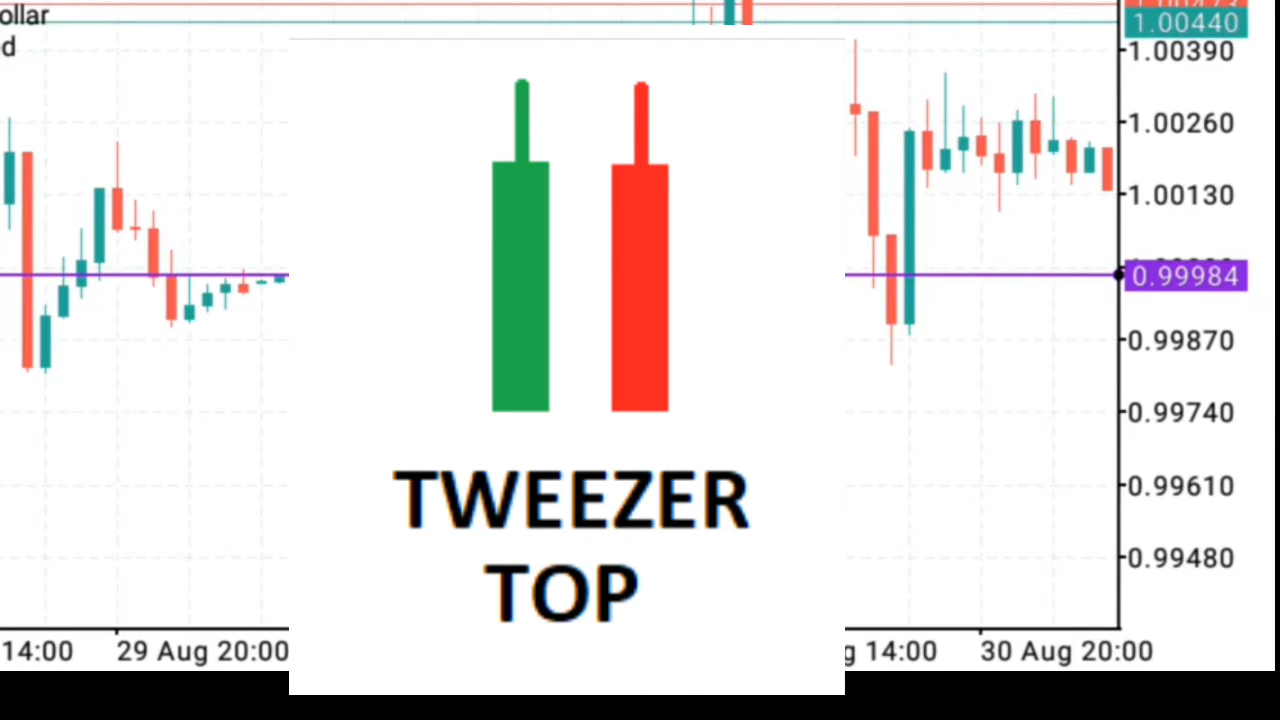 ollar
d
1.00440
1.00390
1.00260
1.00130
0.99984
0.99870
0.99740
0.99610
0.99480
TWEEZER
TOP
14:00 29 Aug 20:00 g 14:00 30 Aug 20:00